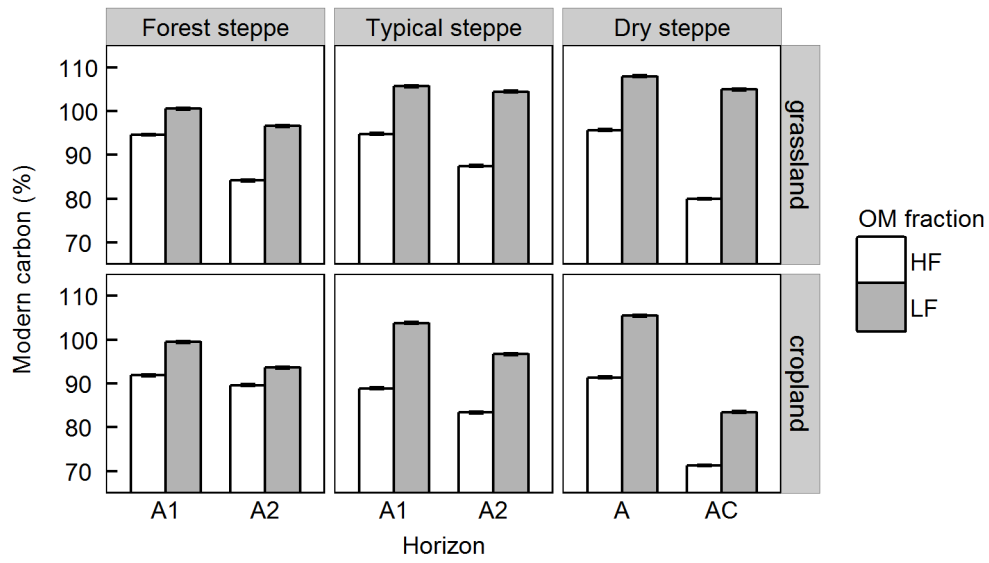 Forest steppe Typical steppe Dry steppe
Modern carbon (%)
110
100
90
80
70
grassland
110
100
90
80
70
cropland
A1 A2 A1 A2 A AC
Horizon
OM fraction
HF
LF